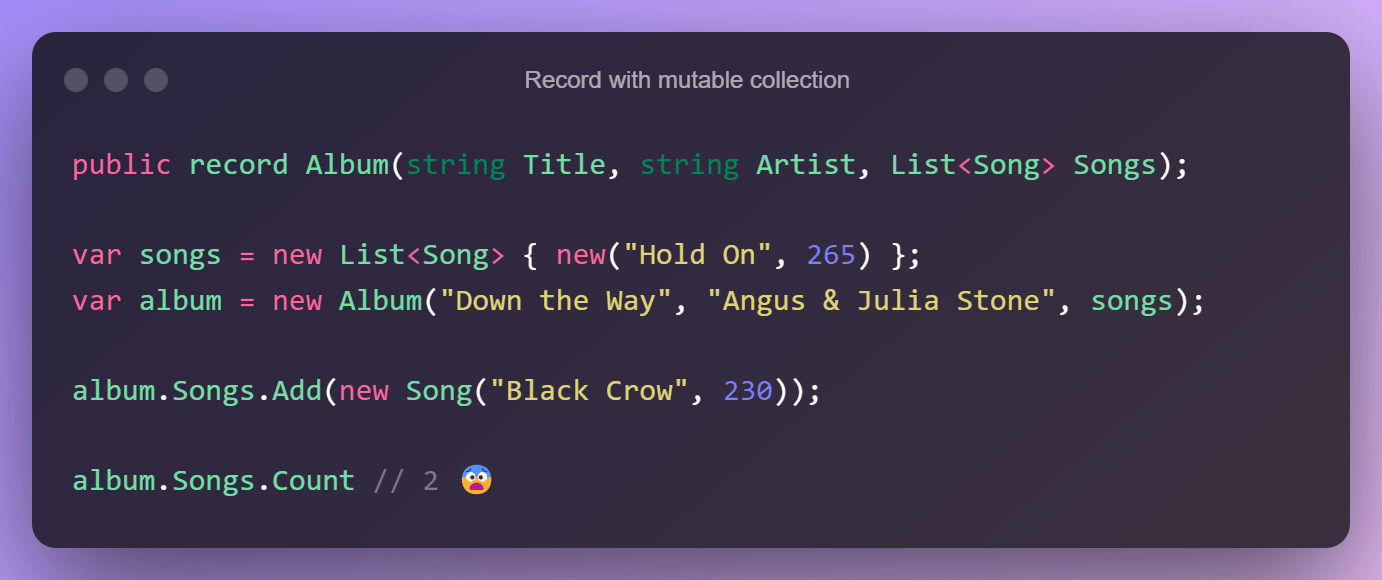 Record with mutable collection
public record Album(string Title, string Artist, List<Song> Songs);
var songs = new List<Song> { new("Hold On", 265) };
var album = new Album("Down the Way", "Angus & Julia Stone", songs);
album.Songs.Add(new Song("Black Crow", 230));
album.Songs.Count // 2 😨